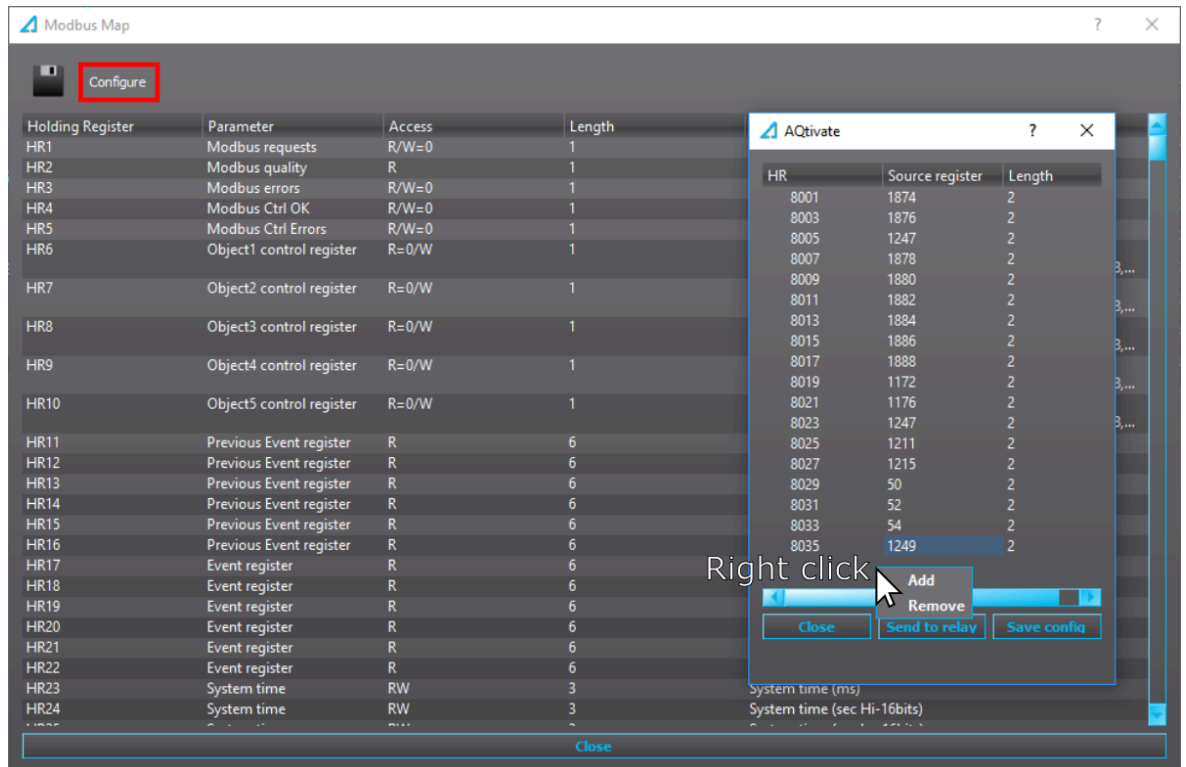 Modbus Map ? ×
Configure
Holding Register Parameter Access Length
HR1 Modbus requests R/W=0 1
HR2 Modbus quality R 1
HR3 Modbus errors R/W=0 1
HR4 Modbus Ctrl OK R/W=0 1
HR5 Modbus Ctrl Errors R/W=0 1
HR6 Object1 control register R=0/W 1
3,...
HR7 Object2 control register R=0/W 1
3,...
HR8 Object3 control register R=0/W 1
3,...
HR9 Object4 control register R=0/W 1
3,...
HR10 Object5 control register R=0/W 1
3,...
HR11 Previous Event register R 6
HR12 Previous Event register R 6
HR13 Previous Event register R 6
HR14 Previous Event register R 6
HR15 Previous Event register R 6
HR16 Previous Event register R 6
HR17 Event register R 6
HR18 Event register R 6
HR19 Event register R 6
HR20 Event register R 6
HR21 Event register R 6
HR22 Event register R 6
HR23 System time RW 3 System time (ms)
HR24 System time RW 3 System time (sec Hi-16bits)
Close
AQtivate ? ×
HR Source register Length
8001 1874 2
8003 1876 2
8005 1247 2
8007 1878 2
8009 1880 2
8011 1882 2
8013 1884 2
8015 1886 2
8017 1888 2
8019 1172 2
8021 1176 2
8023 1247 2
8025 1211 2
8027 1215 2
8029 50 2
8031 52 2
8033 54 2
8035 1249 2
Right click
Add
Remove
Close Send to relay Save config